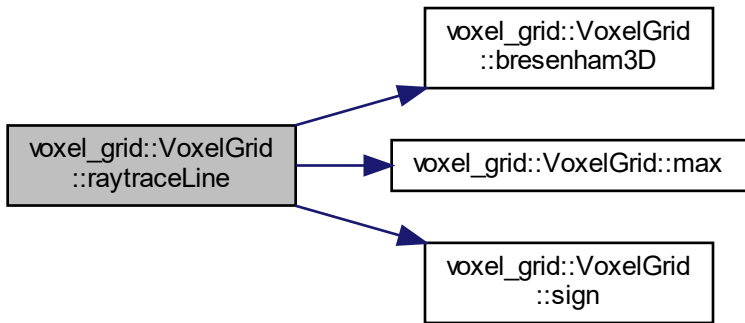 voxel_grid::VoxelGrid
::bresenham3D
voxel_grid::VoxelGrid
::raytraceLine
voxel_grid::VoxelGrid::max
voxel_grid::VoxelGrid
::sign